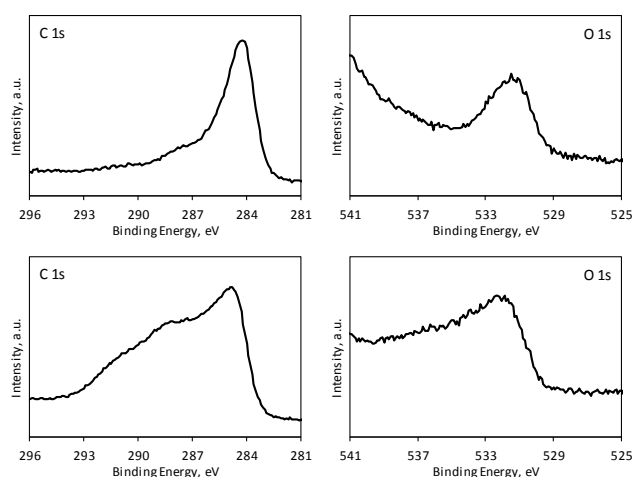 C 1s
Intensity, a.u.
296 293 290 287 284 281
Binding Energy, eV
O 1s
Intensity, a.u.
541 537 533 529 525
Binding Energy, eV
C 1s
Intensity, a.u.
296 293 290 287 284 281
Binding Energy, eV
O 1s
Intensity, a.u.
541 537 533 529 525
Binding Energy, eV